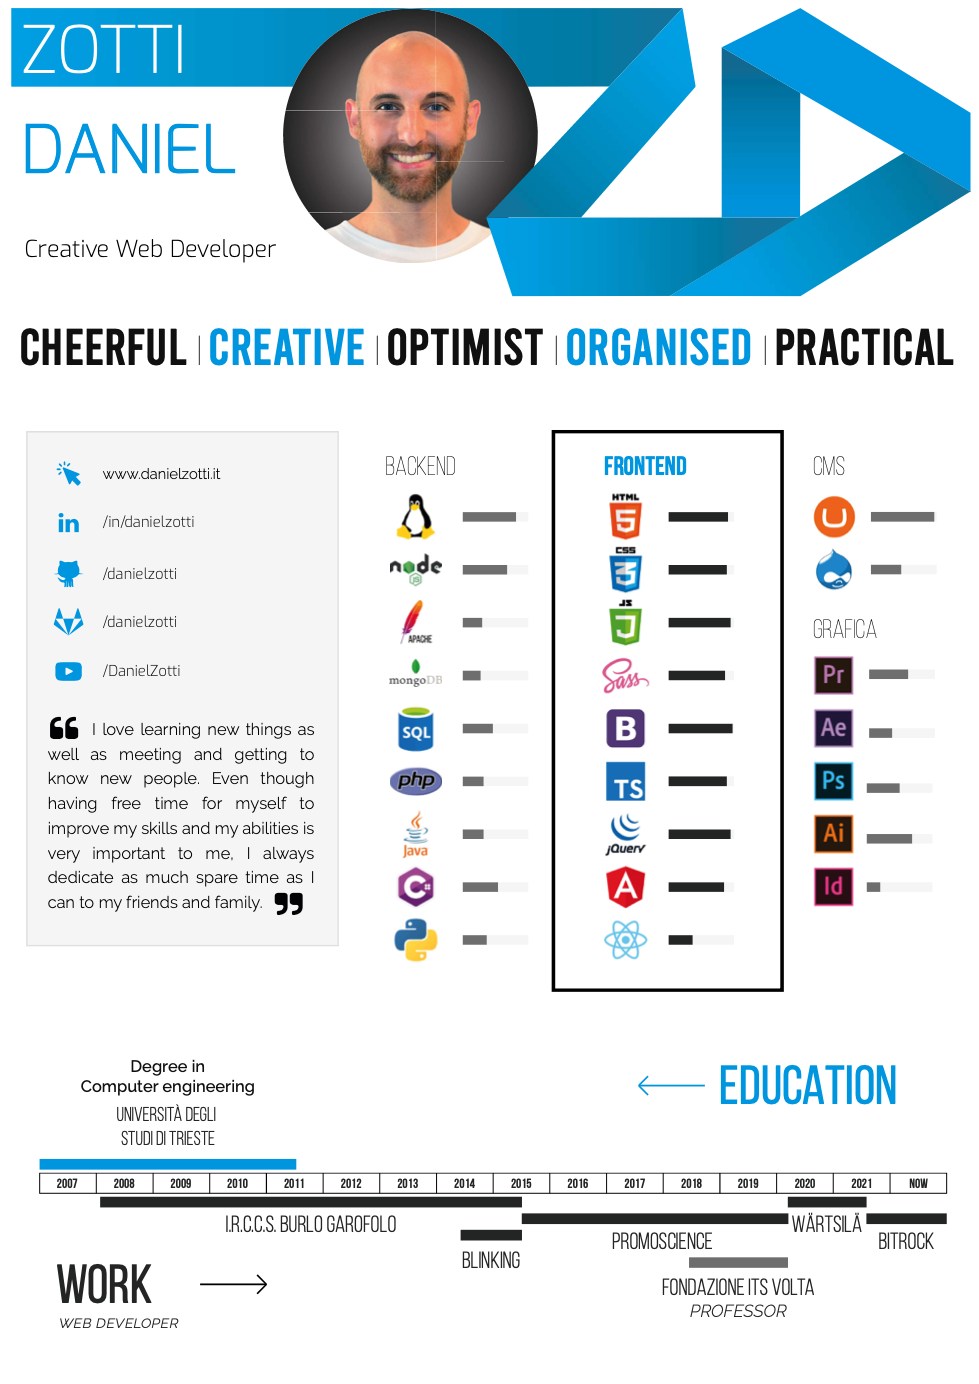 ZOTTI
DANIEL
Creative Web Developer
CHEERFUL | CREATIVE | OPTIMIST | ORGANISED | PRACTICAL
www.danielzotti.it
in /in/danielzotti
/danielzotti
/danielzotti
/DanielZotti
❝ I love learning new things as
well as meeting and getting to
know new people. Even though
having free time for myself to
improve my skills and my abilities is
very important to me, I always
dedicate as much spare time as I
can to my friends and family. ❞
BACKEND
node
JS
APACHE
mongoDB
SQL
php
Java
C#
FRONTEND
HTML
5
CSS
3
JS
J
Sass
B
TS
jQuery
A
CMS
U
GRAFICA
Pr
Ae
Ps
Ai
Id
EDUCATION
Degree in
Computer engineering
UNIVERSITÀ DEGLI
STUDI DI TRIESTE
2007 2008 2009 2010 2011 2012 2013 2014 2015 2016 2017 2018 2019 2020 2021 NOW
I.R.C.C.S. BURLO GAROFOLO
BLINKING
PROMOSCIENCE
WÄRTSILÄ
BITROCK
FONDAZIONE ITS VOLTA
PROFESSOR
WORK
WEB DEVELOPER